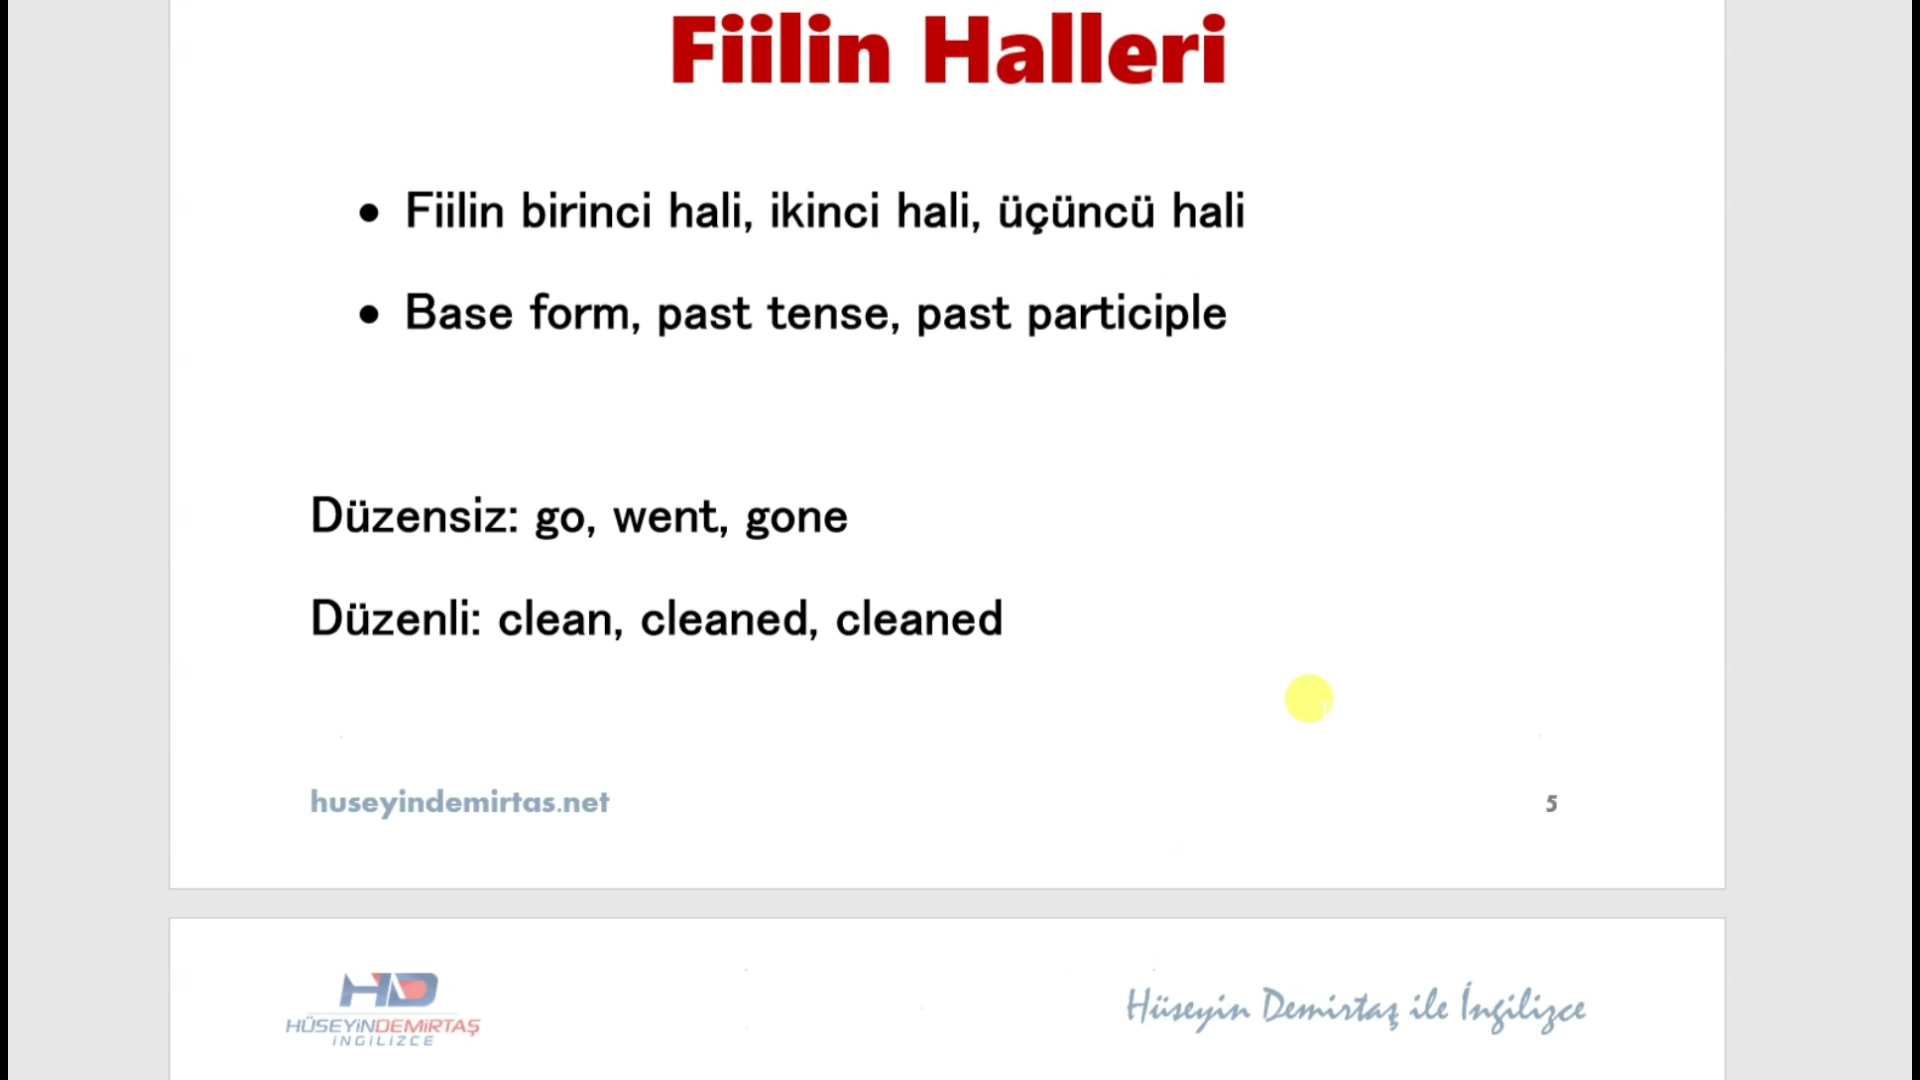 Fiilin Halleri
• Fiilin birinci hali, ikinci hali, üçüncü hali
• Base form, past tense, past participle
Düzensiz: go, went, gone
Düzenli: clean, cleaned, cleaned
huseyindemirtas.net
5
HD
HÜSEYİNDEMİRTAŞ
İNGİLİZCE
Hüseyin Demirtaş ile İngilizce